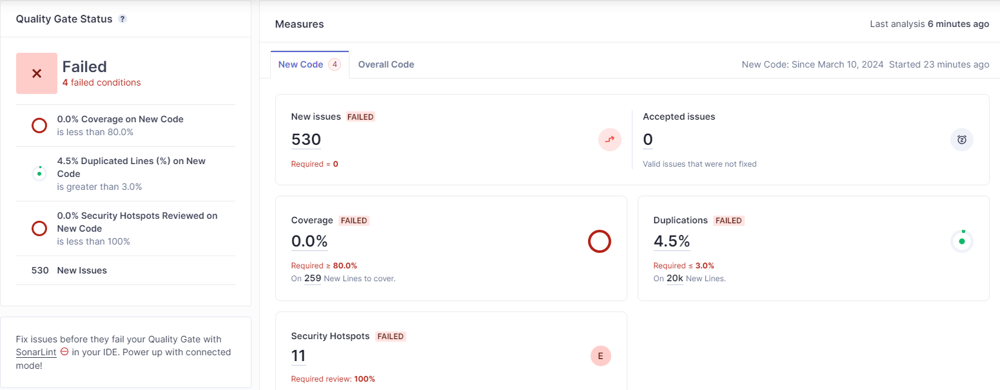 Quality Gate Status ?
Failed
4 failed conditions
0.0% Coverage on New Code
is less than 80.0%
4.5% Duplicated Lines (%) on New
Code
is greater than 3.0%
0.0% Security Hotspots Reviewed on
New Code
is less than 100%
530 New Issues
Fix issues before they fail your Quality Gate with
SonarLint in your IDE. Power up with connected
mode!
Measures
Last analysis 6 minutes ago
New Code 4 Overall Code
New Code: Since March 10, 2024 Started 23 minutes ago
New issues FAILED
530
Required = 0
Accepted issues
0
Valid issues that were not fixed
Coverage FAILED
0.0%
Required ≥ 80.0%
On 259 New Lines to cover.
Duplications FAILED
4.5%
Required ≤ 3.0%
On 20k New Lines.
Security Hotspots FAILED
11
E
Required review: 100%